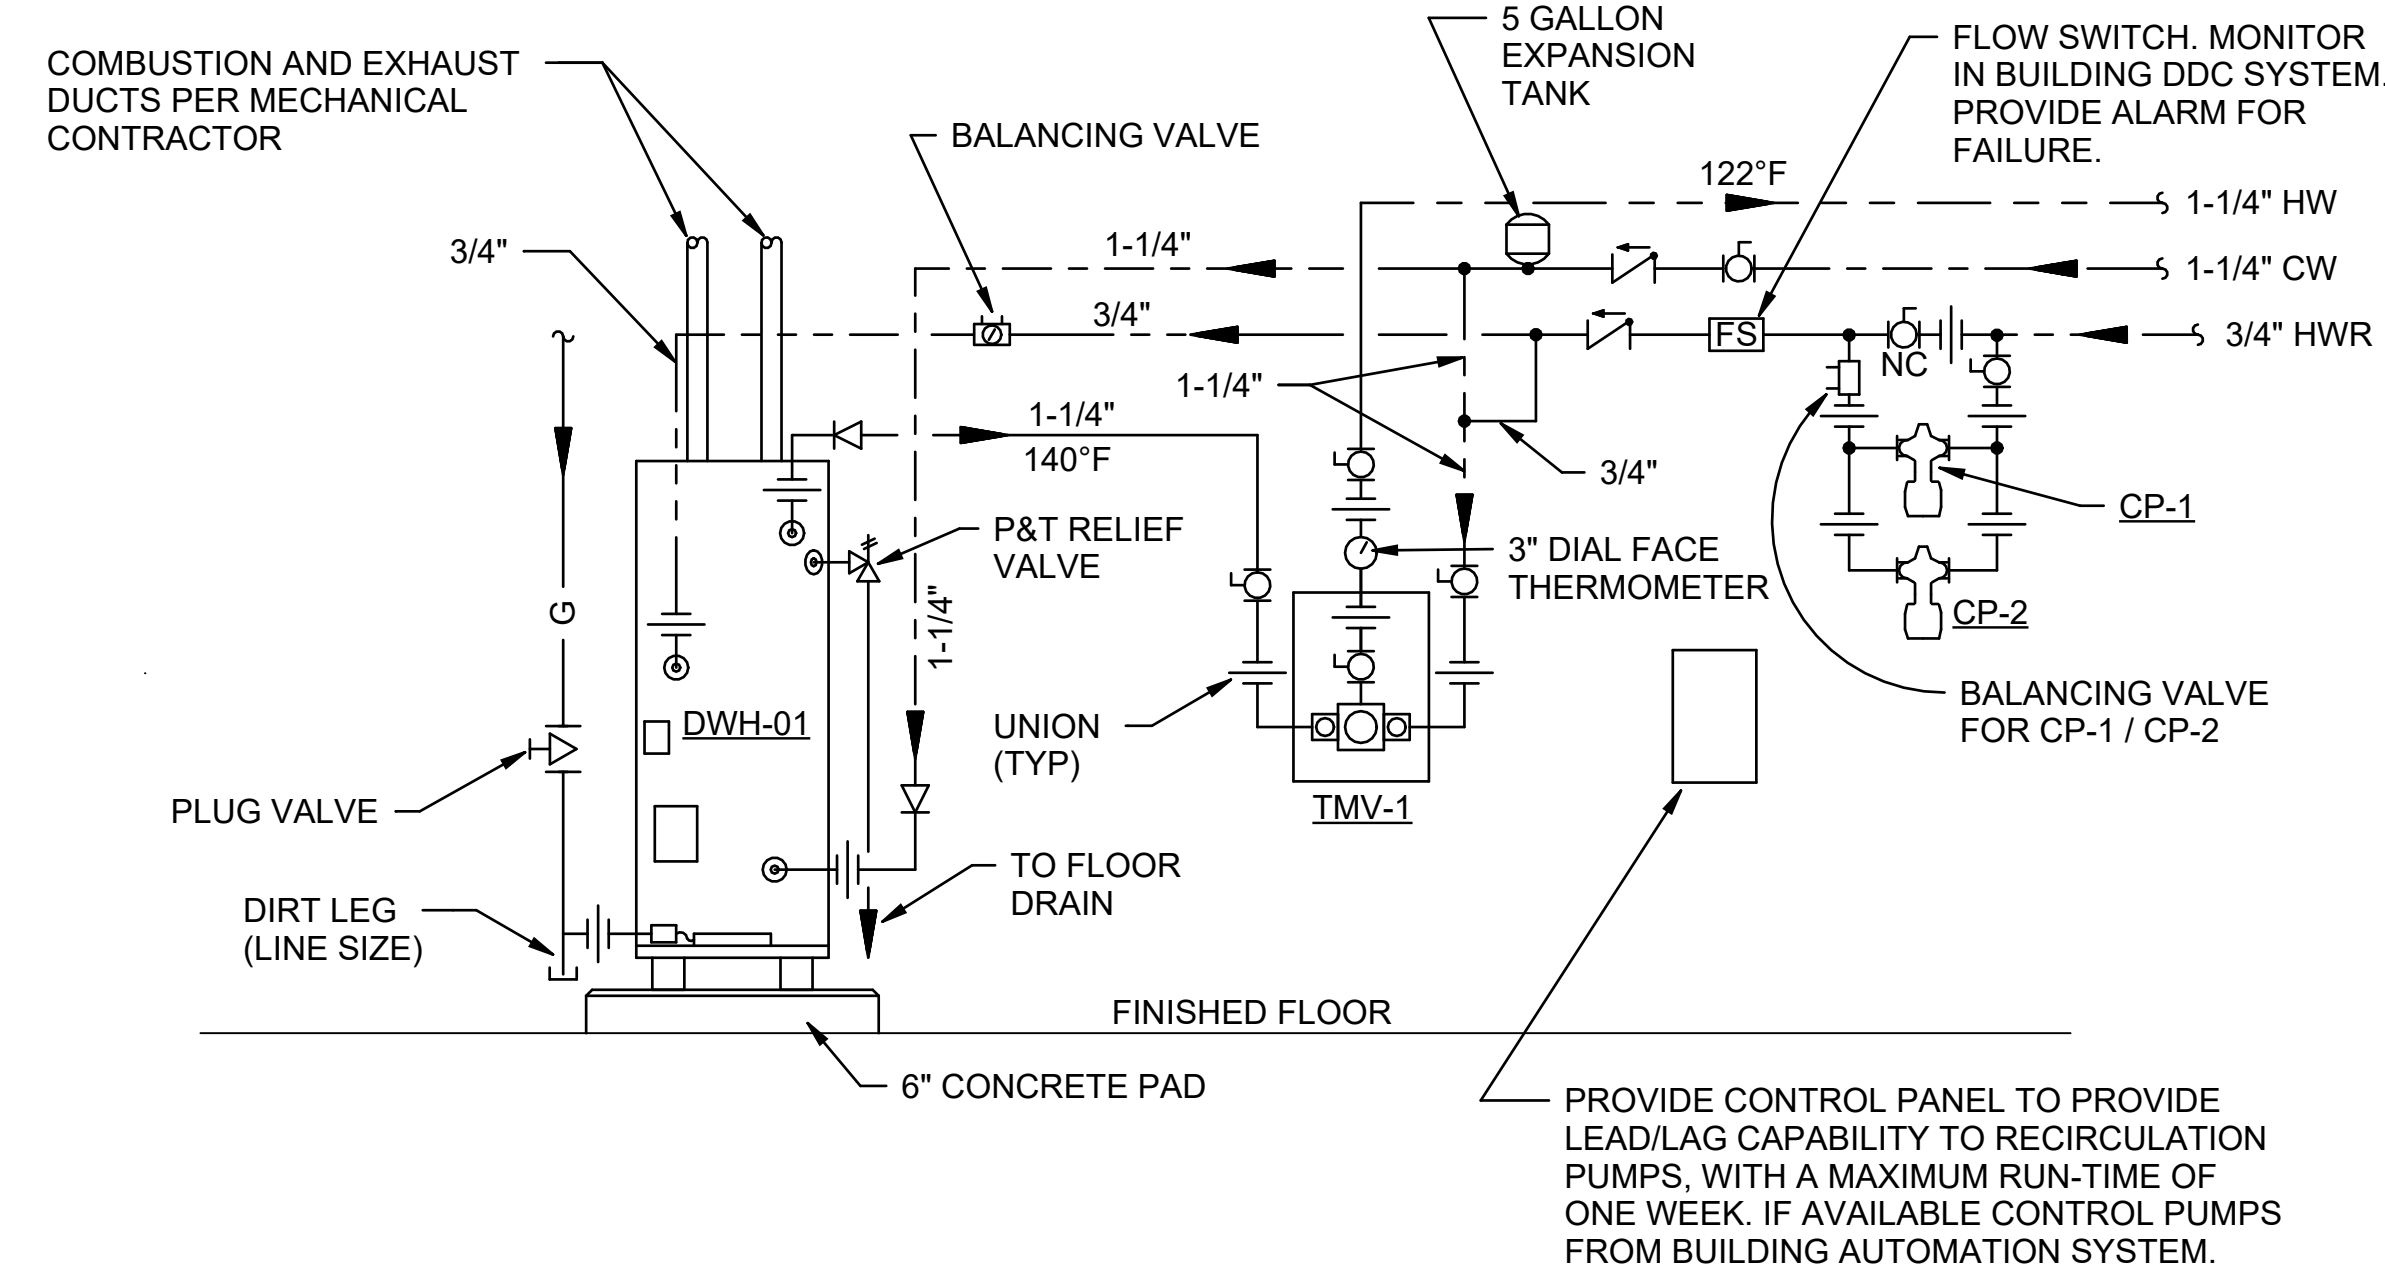 COMBUSTION AND EXHAUST
DUCTS PER MECHANICAL
CONTRACTOR
5 GALLON
EXPANSION
TANK
FLOW SWITCH. MONITOR
IN BUILDING DDC SYSTEM.
PROVIDE ALARM FOR
FAILURE.
BALANCING VALVE
122°F
1-1/4" HW
3/4"
1-1/4"
1-1/4" CW
3/4"
FS
3/4" HWR
NC
1-1/4"
1-1/4"
140°F
3/4"
CP-1
P&T RELIEF
VALVE
3" DIAL FACE
THERMOMETER
G
1-1/4"
CP-2
DWH-01
UNION
(TYP)
BALANCING VALVE
FOR CP-1 / CP-2
PLUG VALVE
TMV-1
TO FLOOR
DRAIN
DIRT LEG
(LINE SIZE)
FINISHED FLOOR
6" CONCRETE PAD
PROVIDE CONTROL PANEL TO PROVIDE
LEAD/LAG CAPABILITY TO RECIRCULATION
PUMPS, WITH A MAXIMUM RUN-TIME OF
ONE WEEK. IF AVAILABLE CONTROL PUMPS
FROM BUILDING AUTOMATION SYSTEM.